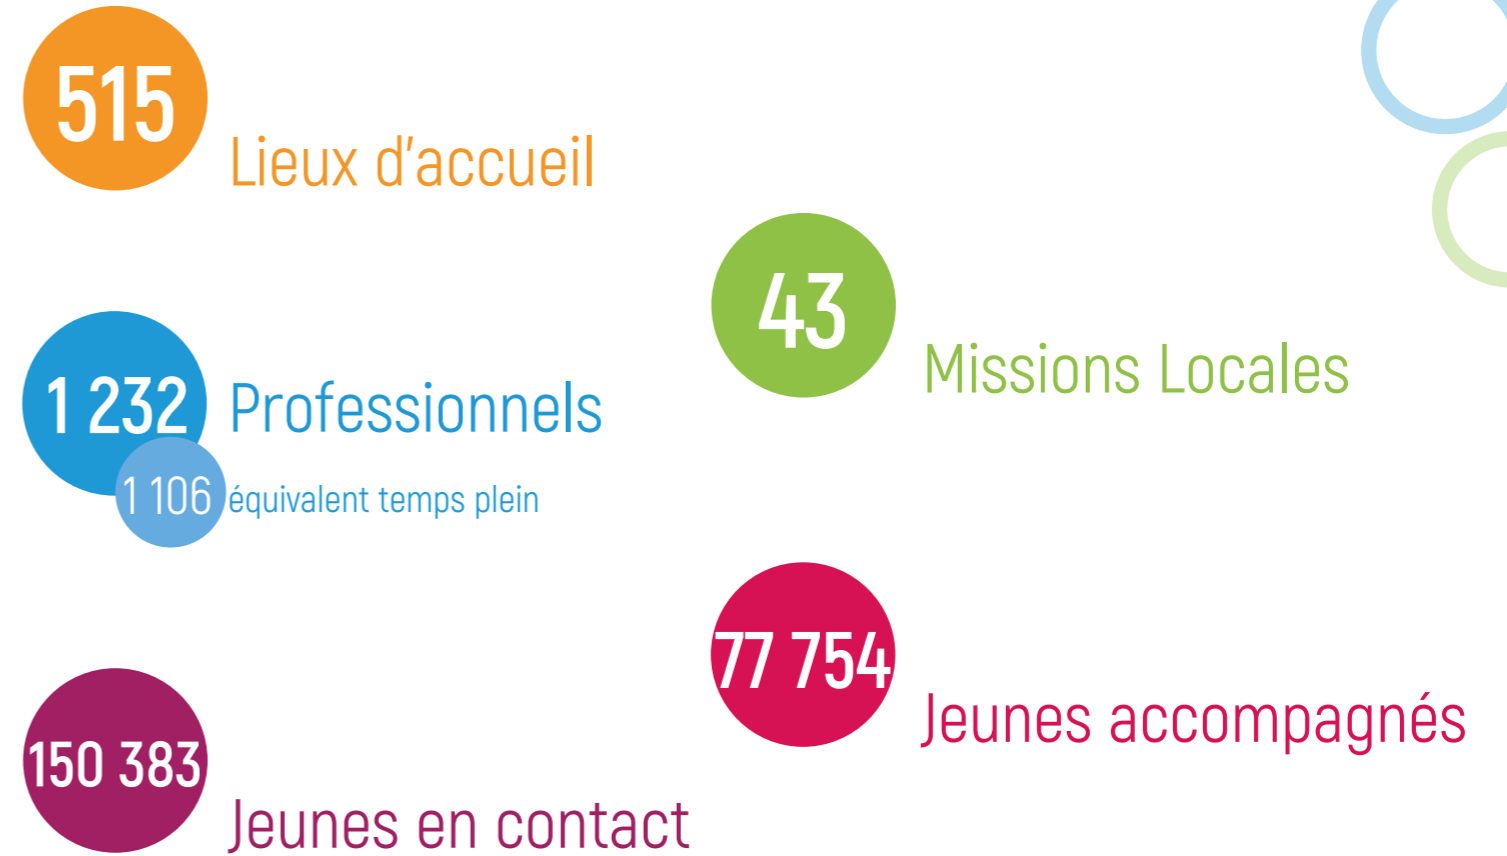 515
Lieux d'accueil
43
Missions Locales
1 232
Professionnels
1 106
équivalent temps plein
77 754
Jeunes accompagnés
150 383
Jeunes en contact